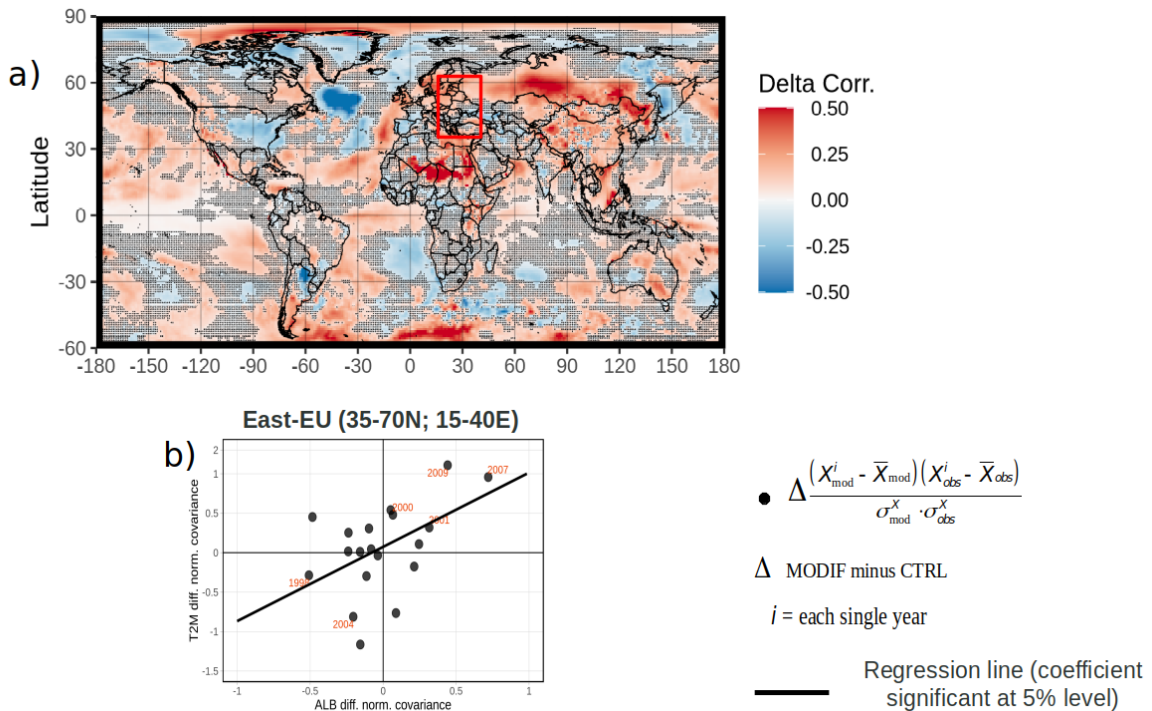 a)
90
60
30
0
-30
-60
Latitude
-180 -150 -120 -90 -60 -30 0 30 60 90 120 150 180
Delta Corr.
0.50
0.25
0.00
-0.25
-0.50
b)
East-EU (35-70N; 15-40E)
T2M diff. norm. covariance
2
1
0.5
0
-0.5
-1
-1.5
2009
2007
2000
2001
2004
-1 -0.5 0 0.5 1
ALB diff. norm. covariance
● Δ (X^i_mod - X̅_mod)(X^i_obs - X̅_obs) / σ^X_mod · σ^X_obs
Δ MODIF minus CTRL
i = each single year
Regression line (coefficient
significant at 5% level)